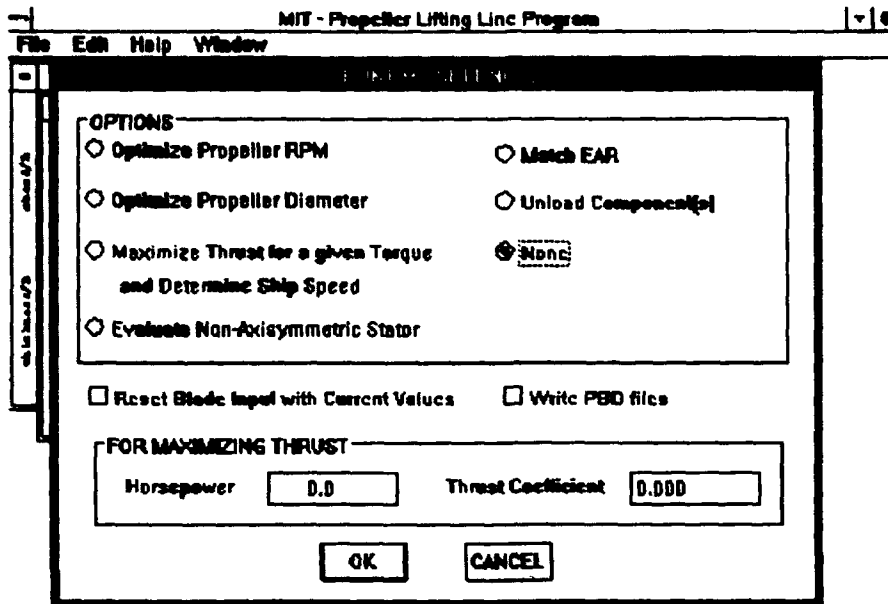 MIT - Propeller Lifting Line Program
File Edit Help Window
OPTIONS
Optimize Propeller RPM
Match EAR
Optimize Propeller Diameter
Unload Component(s)
Maximize Thrust for a given Torque
and Determine Ship Speed
None
Evaluate Non-Axisymmetric Stator
Reset Blade Input with Current Values
Write PBD files
FOR MAXIMIZING THRUST
Horsepower 0.0
Thrust Coefficient 0.000
OK
CANCEL